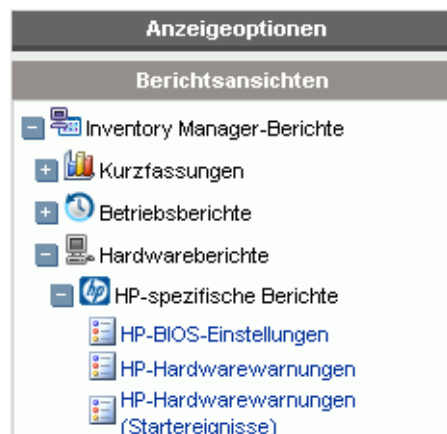 Anzeigeoptionen
Berichtsansichten
Inventory Manager-Berichte
Kurzfassungen
Betriebsberichte
Hardwareberichte
hp HP-spezifische Berichte
HP-BIOS-Einstellungen
HP-Hardwarewarnungen
HP-Hardwarewarnungen
(Startereignisse)